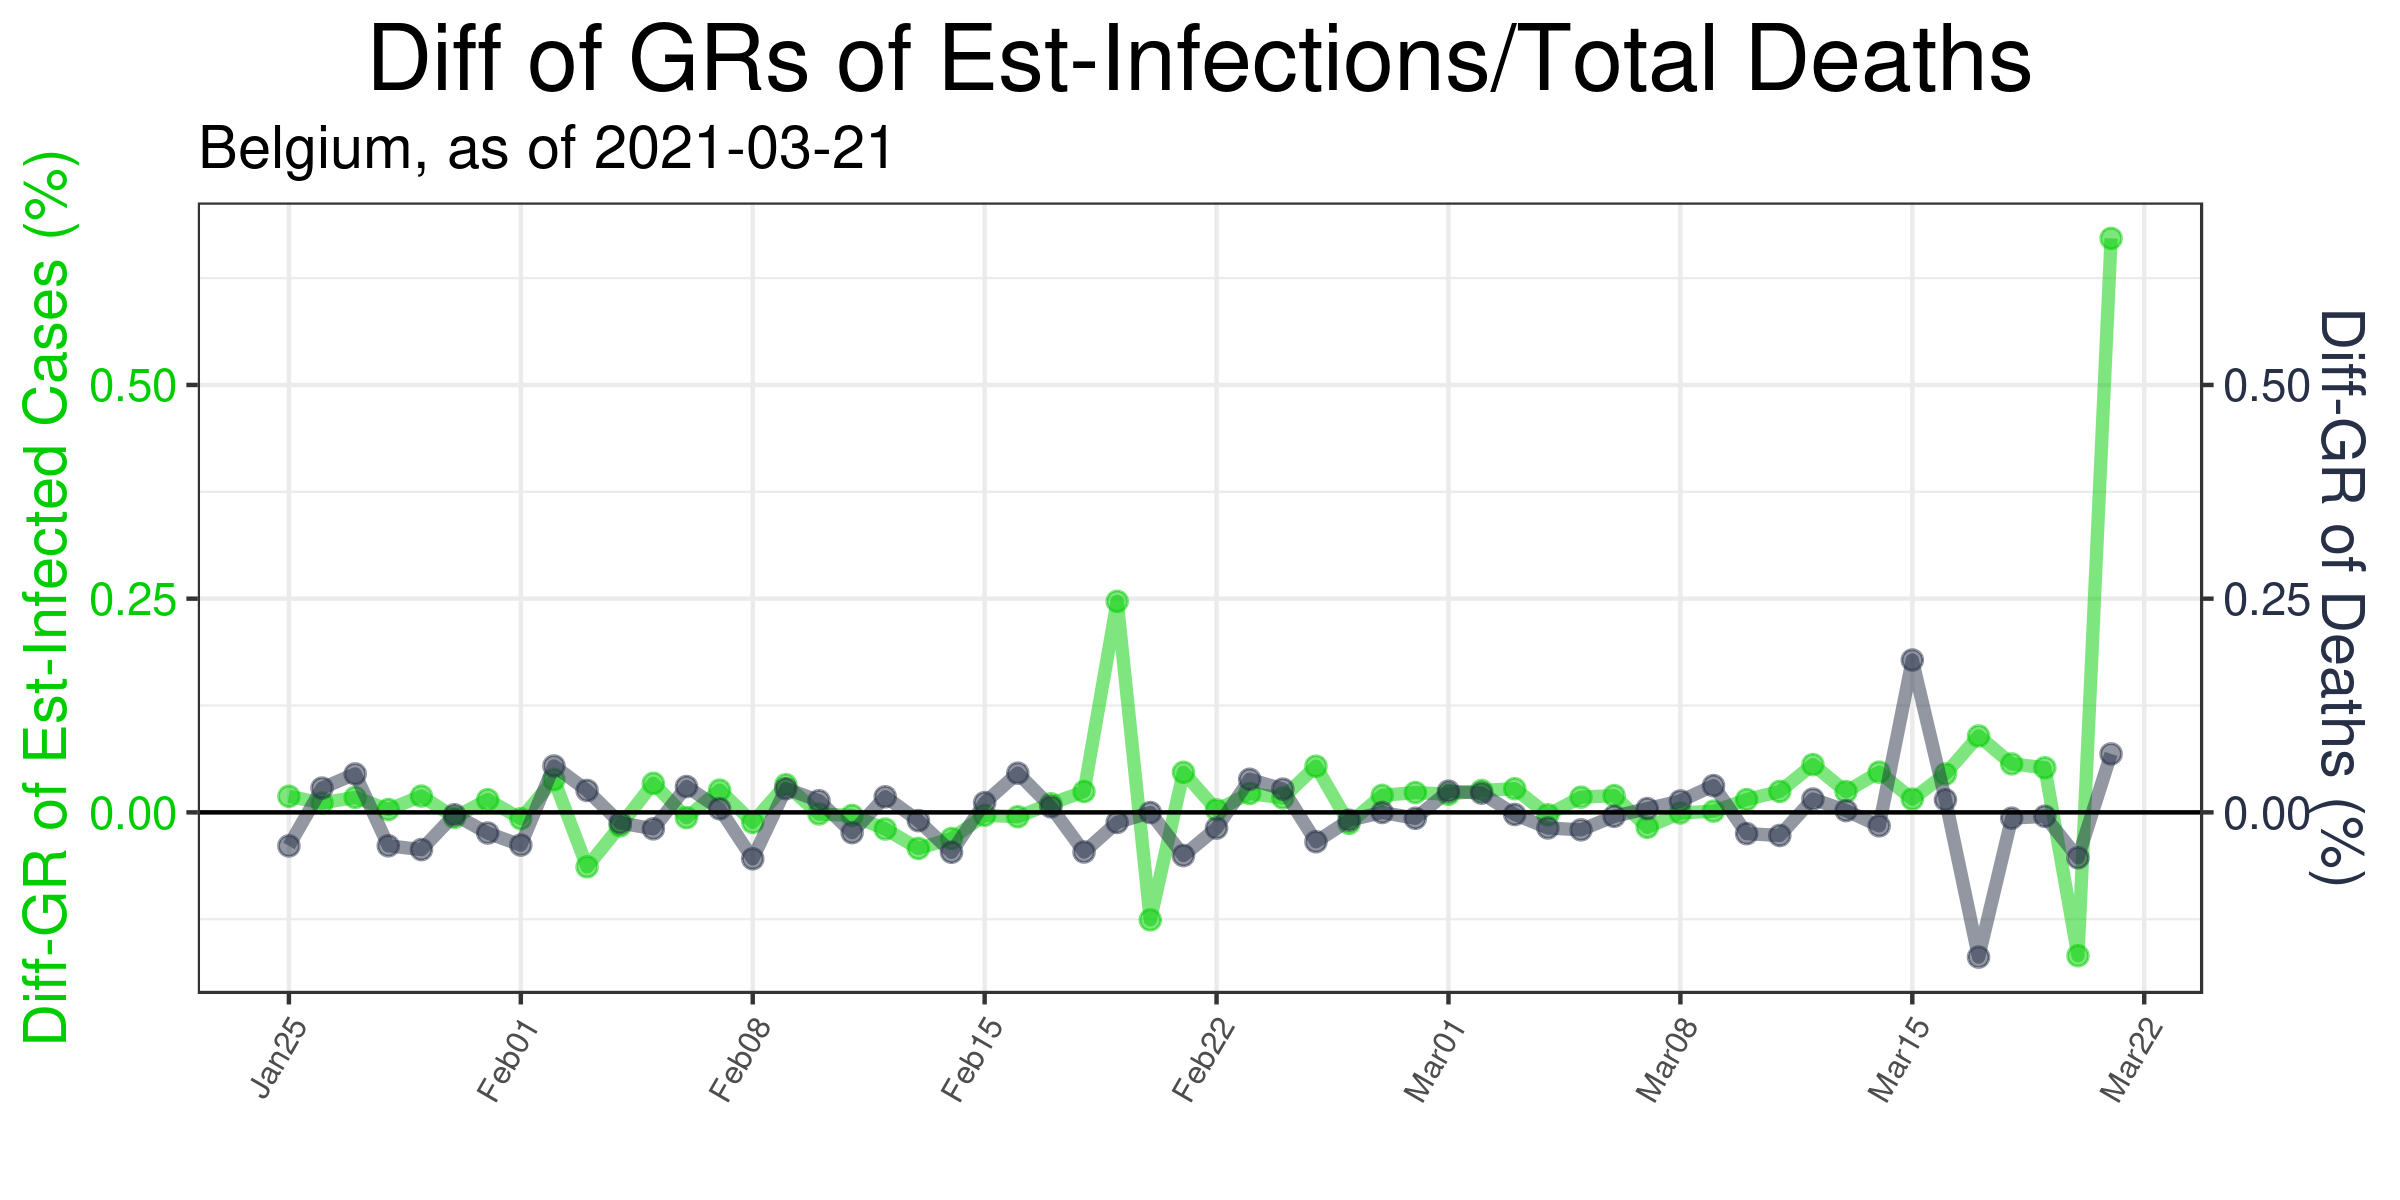 Diff of GRs of Est-Infections/Total Deaths
Belgium, as of 2021-03-21
Diff-GR of Est-Infected Cases (%)
0.50
0.25
0.00
0.50
0.25
0.00
Diff-GR of Deaths (%)
Jan25
Feb01
Feb08
Feb15
Feb22
Mar01
Mar08
Mar15
Mar22